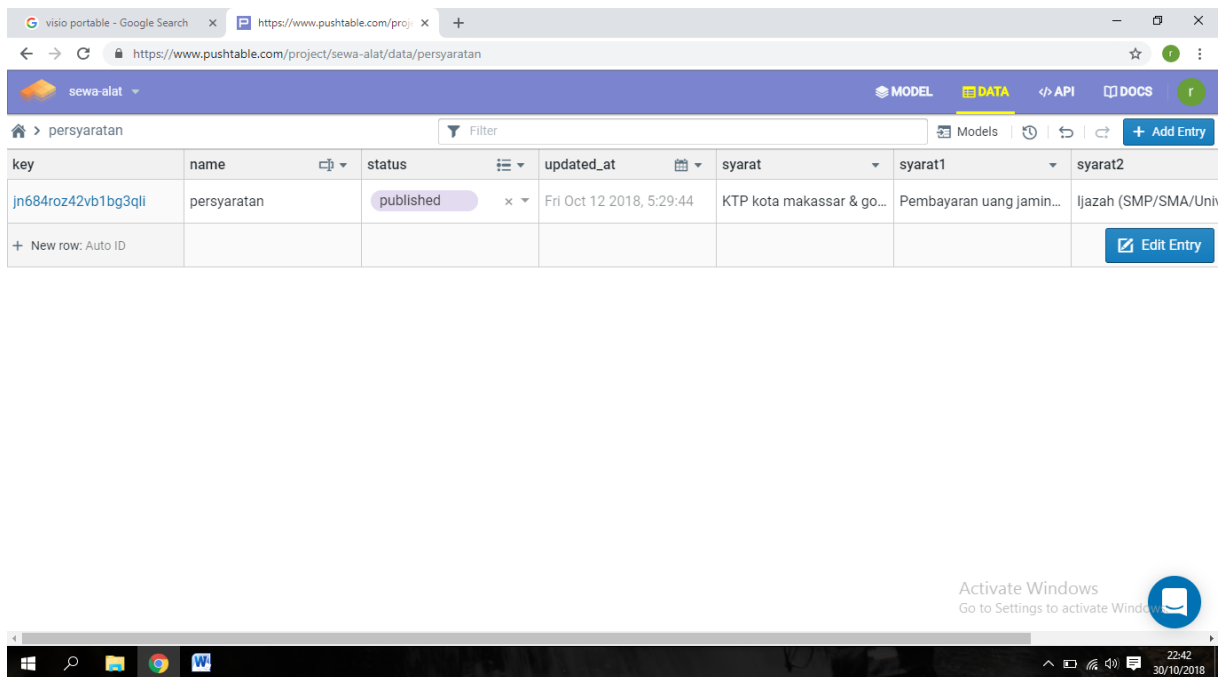 visio portable - Google Search
https://www.pushtable.com/proj
https://www.pushtable.com/project/sewa-alat/data/persyaratan
r
sewa-alat
MODEL DATA </> API DOCS r
> persyaratan Filter Models + Add Entry
key name status updated_at syarat syarat1 syarat2
jn684roz42vb1bg3qli persyaratan published Fri Oct 12 2018, 5:29:44 KTP kota makassar & go... Pembayaran uang jamin... Ijazah (SMP/SMA/Univ
+ New row: Auto ID Edit Entry
Activate Windows
Go to Settings to activate Windows
22:42
30/10/2018